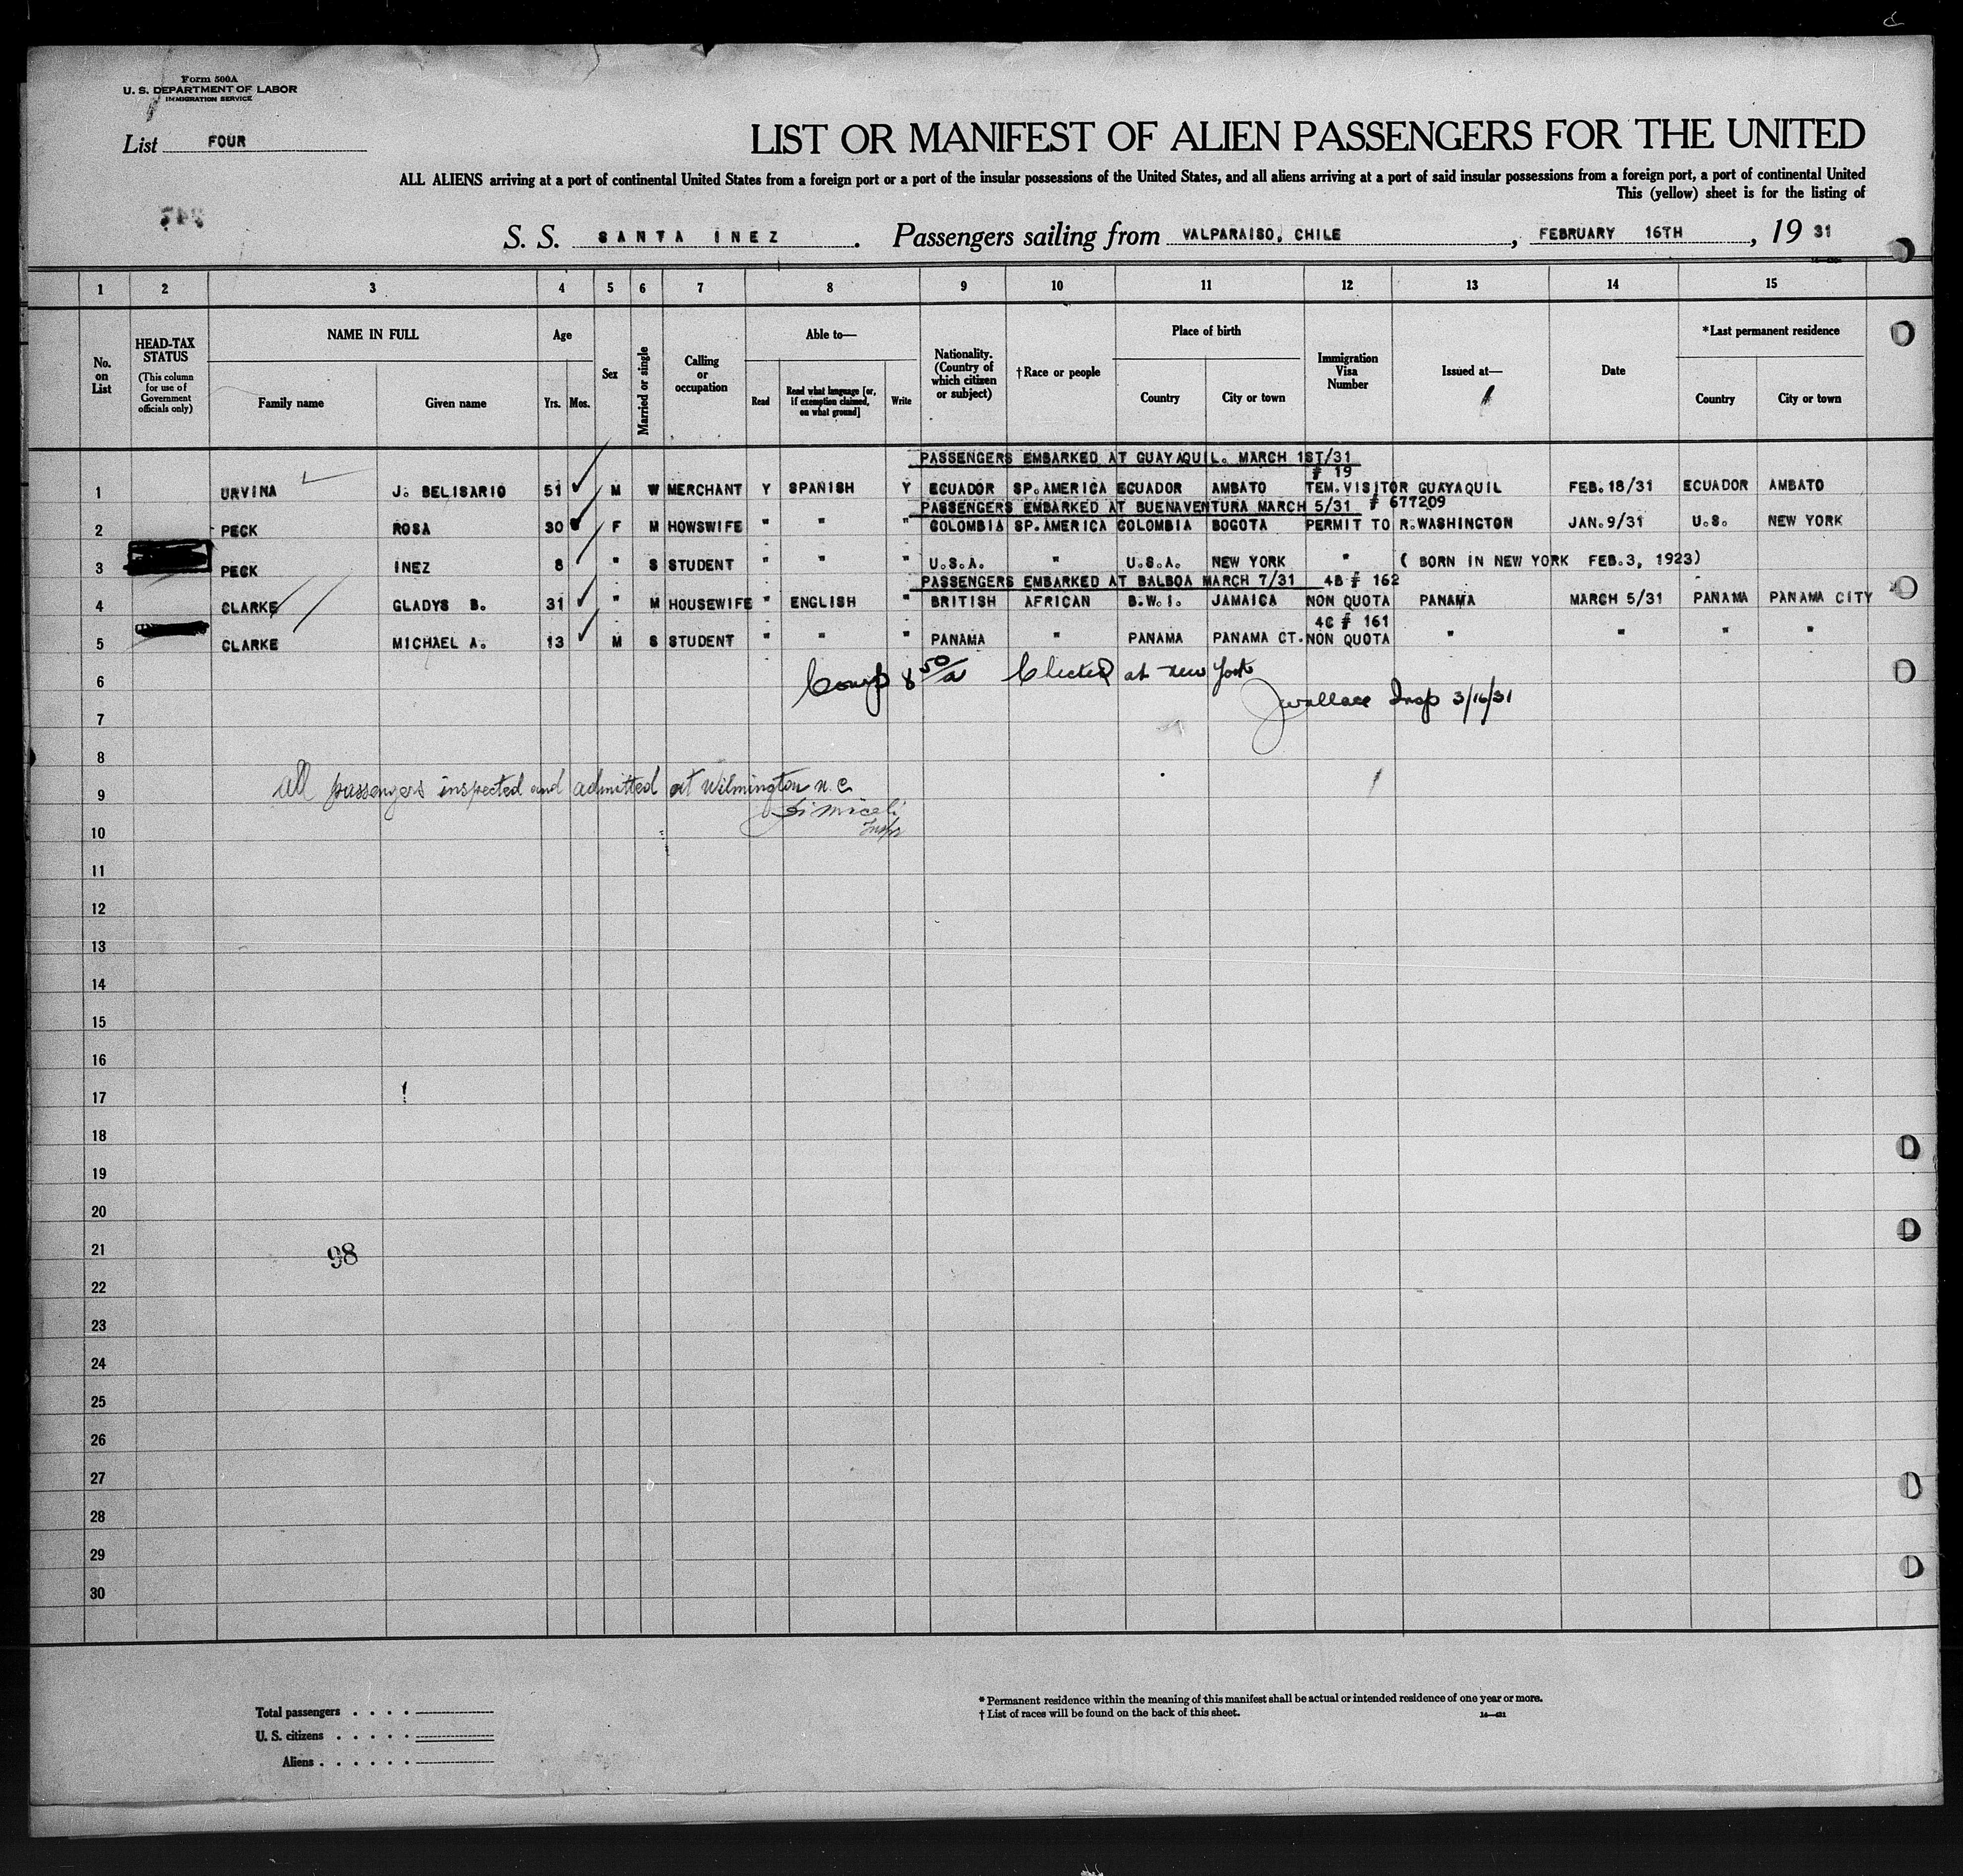 Form 500A
U. S. DEPARTMENT OF LABOR
IMMIGRATION SERVICE
List FOUR
LIST OR MANIFEST OF ALIEN PASSENGERS FOR THE UNITED
ALL ALIENS arriving at a port of continental United States from a foreign port or a port of the insular possessions of the United States, and all aliens arriving at a port of said insular possessions from a foreign port, a port of continental United
This (yellow) sheet is for the listing of
S. S. SANTA INEZ. Passengers sailing from VALPARAISO, CHILE, FEBRUARY 16TH, 19 31
1 2 3 4 5 6 7 8 9 10 11 12 13 14 15
No. on List
HEAD-TAX STATUS
(This column for use of Government officials only)
NAME IN FULL
Family name Given name
Age
Yrs. Mos.
Sex
Married or single
Calling or occupation
Able to—
Read
Read what language [or, if exemption claimed, on what ground]
Write
Nationality. (Country of which citizen or subject)
†Race or people
Place of birth
Country City or town
Immigration Visa Number
Issued at—
Date
*Last permanent residence
Country City or town
PASSENGERS EMBARKED AT GUAYAQUIL. MARCH 1ST/31
# 19
1 URVINA J. BELISARIO 51 M W MERCHANT Y SPANISH Y ECUADOR SP. AMERICA ECUADOR AMBATO TEM. VISITOR GUAYAQUIL FEB. 18/31 ECUADOR AMBATO
PASSENGERS EMBARKED AT BUENAVENTURA MARCH 5/31 # 677209
2 PECK ROSA 30 F M HOWSWIFE " " " COLOMBIA SP. AMERICA COLOMBIA BOGOTA PERMIT TO R. WASHINGTON JAN. 9/31 U.S. NEW YORK
3 PECK INEZ 8 " S STUDENT " " " U.S.A. " U.S.A. NEW YORK " ( BORN IN NEW YORK FEB. 3, 1923)
PASSENGERS EMBARKED AT BALBOA MARCH 7/31 4B # 162
4 CLARKE GLADYS B. 31 " M HOUSEWIFE " ENGLISH " BRITISH AFRICAN B.W.I. JAMAICA NON QUOTA PANAMA MARCH 5/31 PANAMA PANAMA CITY
4C # 161
5 CLARKE MICHAEL A. 13 M S STUDENT " " " PANAMA " PANAMA PANAMA CT. NON QUOTA " " " "
6 at New York
Wallace Insp 3/16/31
7
8
9 all passengers inspected and admitted at Wilmington n.c.
Insp
10
11
12
13
14
15
16
17
18
19
20
21
98
22
23
24
25
26
27
28
29
30
Total passengers . . . .
U. S. citizens . . . . .
Aliens . . . . . .
* Permanent residence within the meaning of this manifest shall be actual or intended residence of one year or more.
† List of races will be found on the back of this sheet.